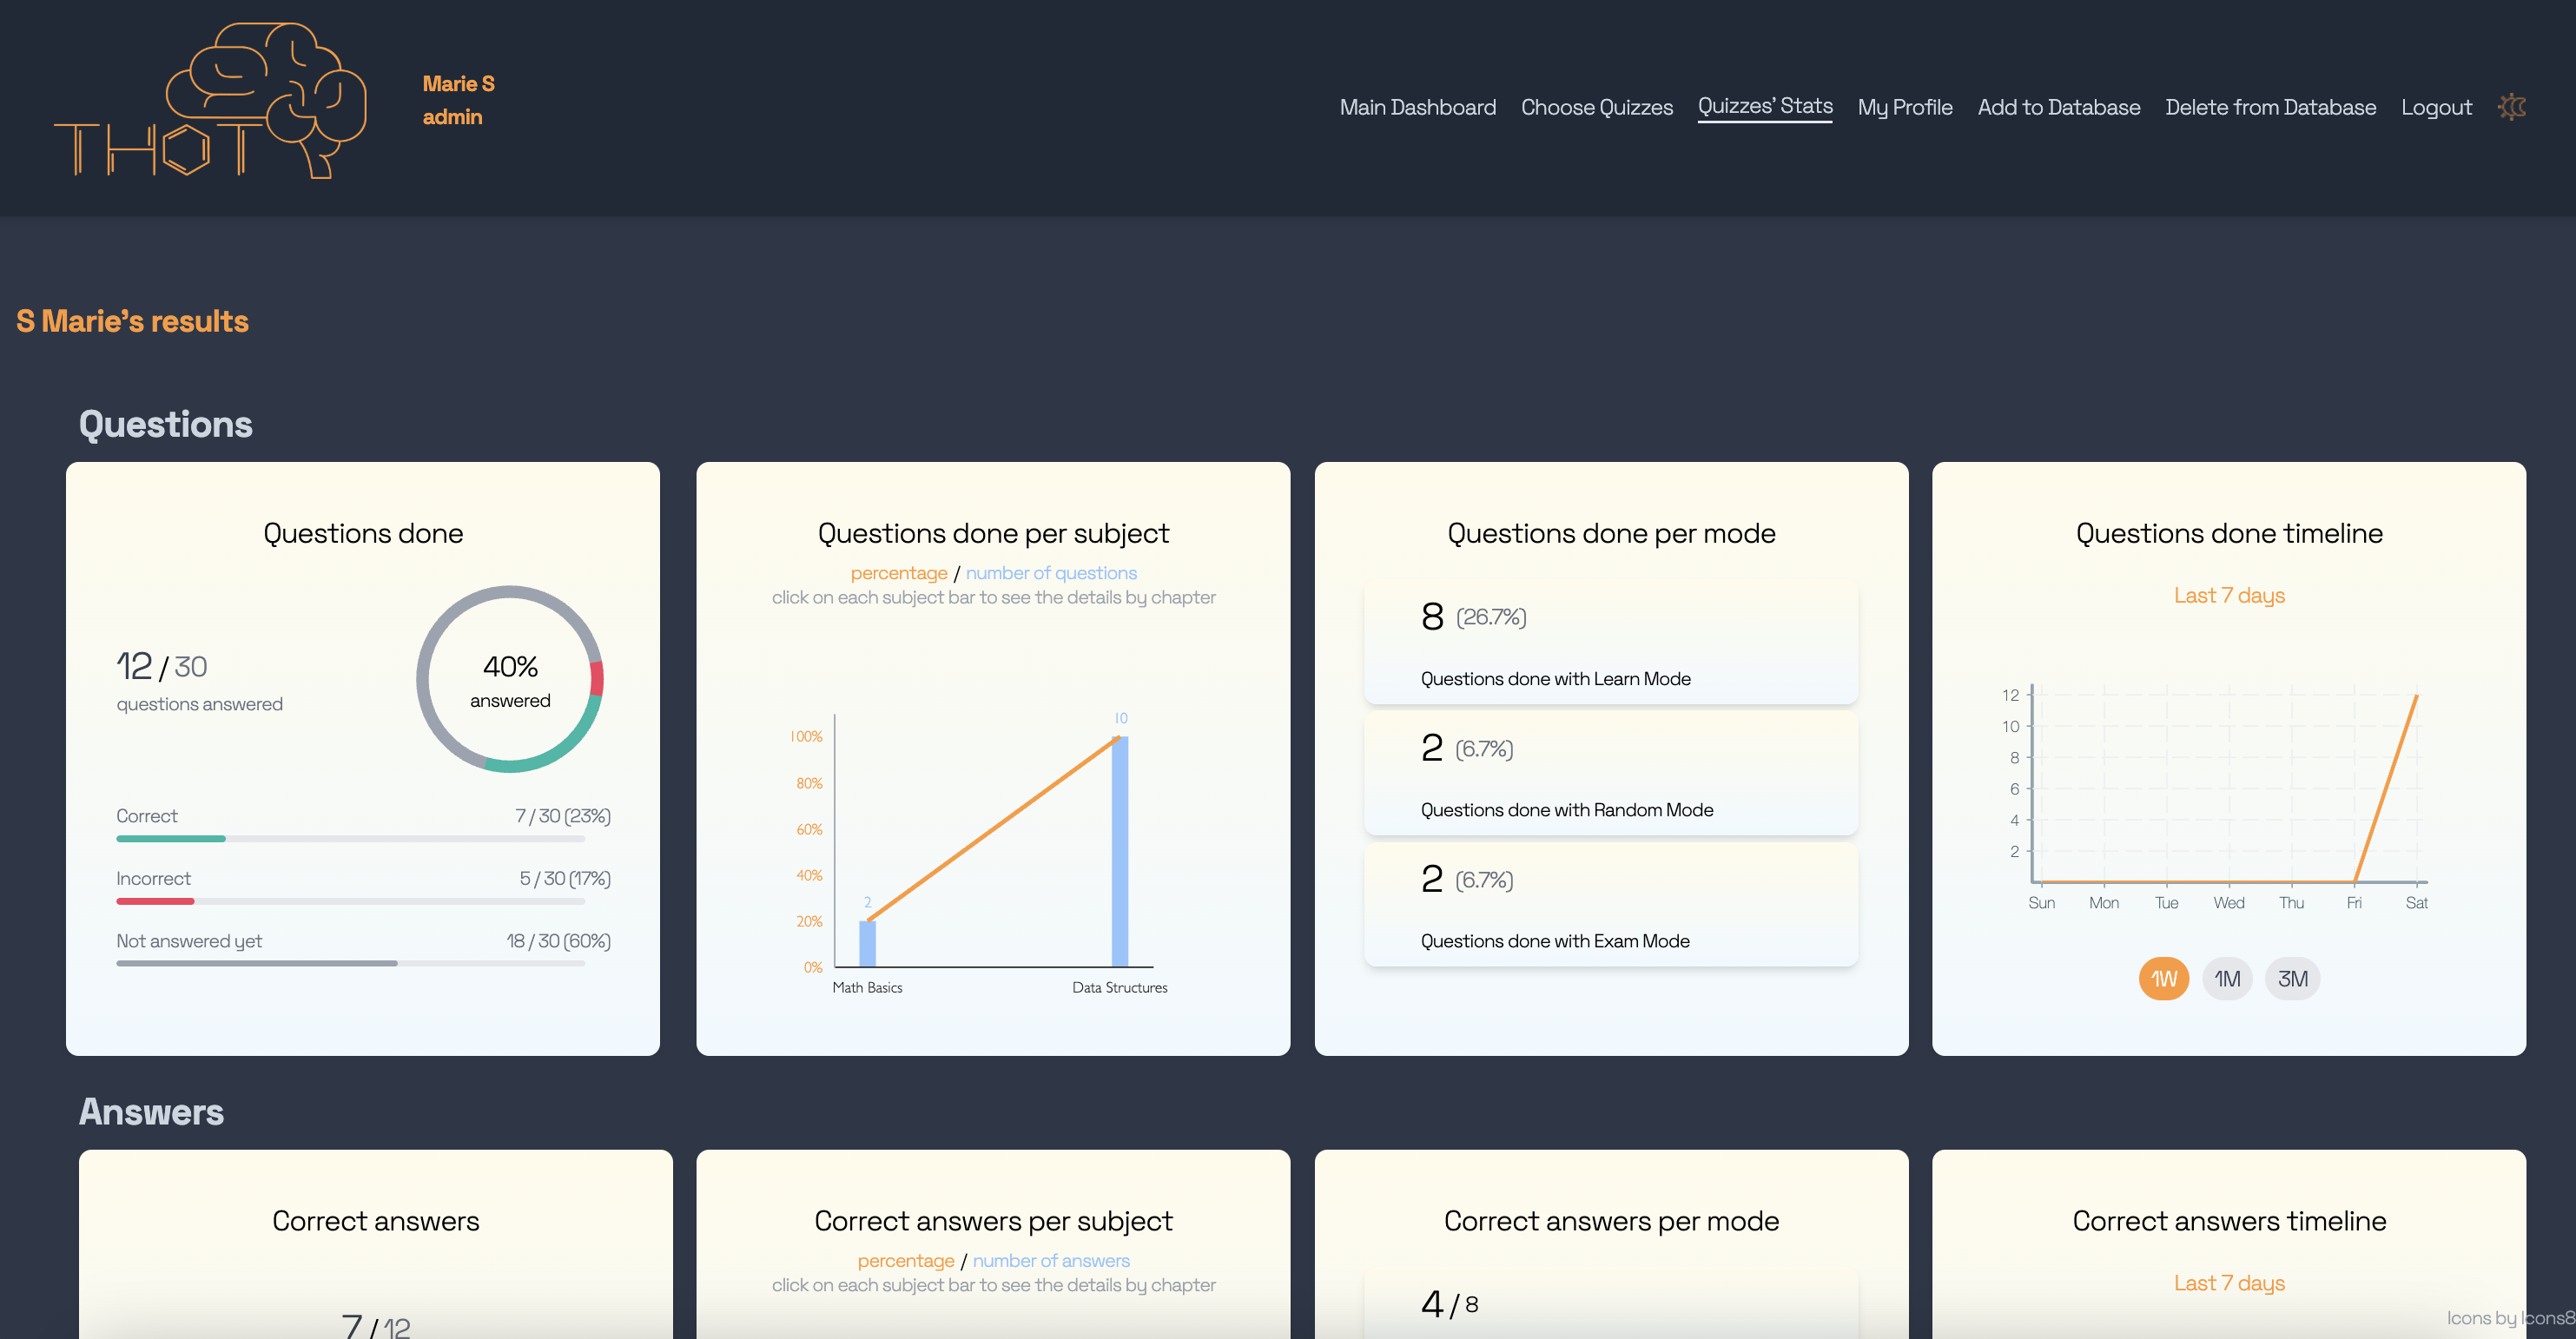 THOT
Marie S
admin
Main Dashboard
Choose Quizzes
Quizzes' Stats
My Profile
Add to Database
Delete from Database
Logout
S Marie's results
Questions
Questions done
12 / 30
questions answered
40%
answered
Correct 7 / 30 (23%)
Incorrect 5 / 30 (17%)
Not answered yet 18 / 30 (60%)
Questions done per subject
percentage / number of questions
click on each subject bar to see the details by chapter
10
100%
80%
60%
40%
2
20%
0%
Math Basics Data Structures
Questions done per mode
8 (26.7%)
Questions done with Learn Mode
2 (6.7%)
Questions done with Random Mode
2 (6.7%)
Questions done with Exam Mode
Questions done timeline
Last 7 days
12
10
8
6
4
2
Sun Mon Tue Wed Thu Fri Sat
1W 1M 3M
Answers
Correct answers
7 / 12
Correct answers per subject
percentage / number of answers
click on each subject bar to see the details by chapter
Correct answers per mode
4 / 8
Correct answers timeline
Last 7 days
Icons by Icons8